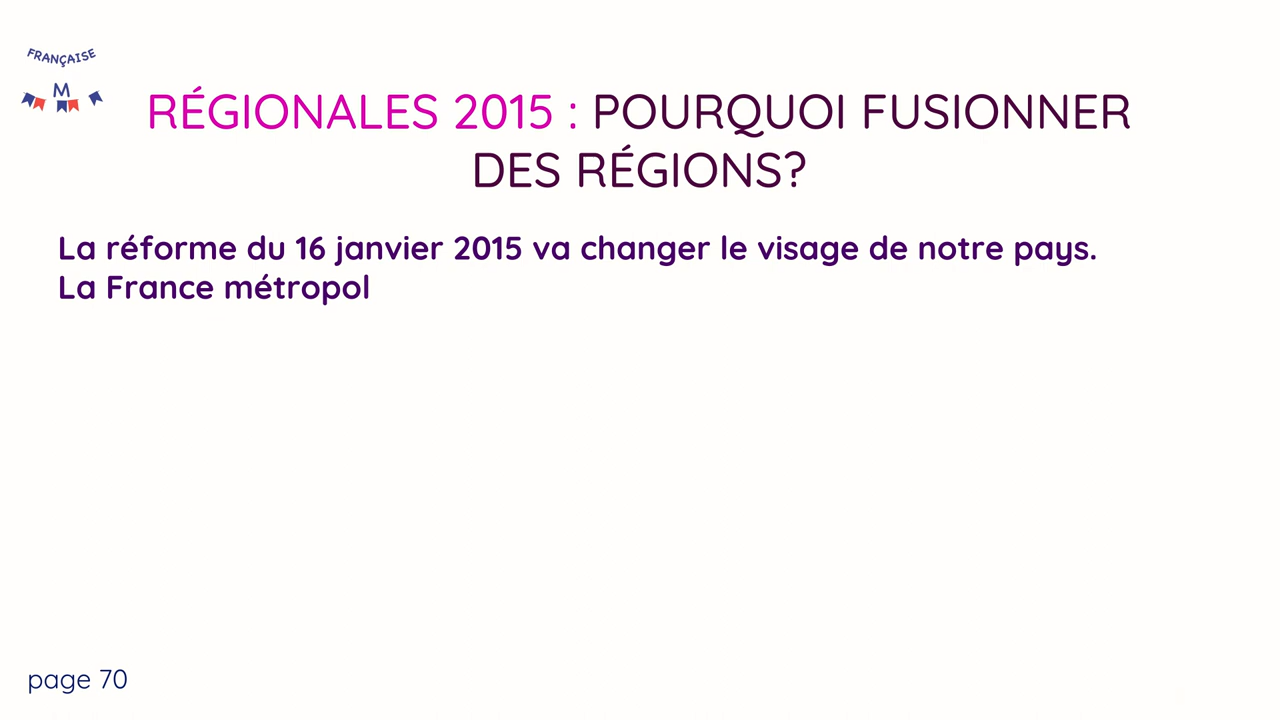 FRANÇAISE
M
RÉGIONALES 2015 : POURQUOI FUSIONNER
DES RÉGIONS?
La réforme du 16 janvier 2015 va changer le visage de notre pays.
La France métropol
page 70